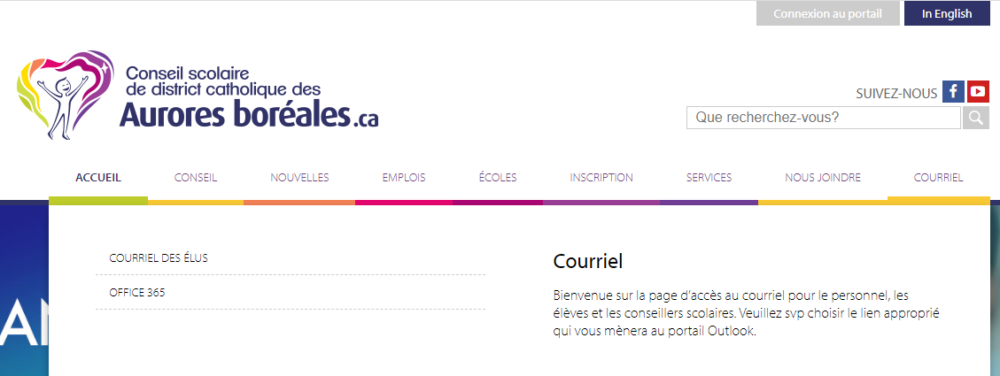 Connexion au portail
In English
Conseil scolaire
de district catholique des
Aurores boréales.ca
SUIVEZ-NOUS
Que recherchez-vous?
ACCUEIL
CONSEIL
NOUVELLES
EMPLOIS
ÉCOLES
INSCRIPTION
SERVICES
NOUS JOINDRE
COURRIEL
COURRIEL DES ÉLUS
OFFICE 365
Courriel
Bienvenue sur la page d'accès au courriel pour le personnel, les
élèves et les conseillers scolaires. Veuillez svp choisir le lien approprié
qui vous mènera au portail Outlook.